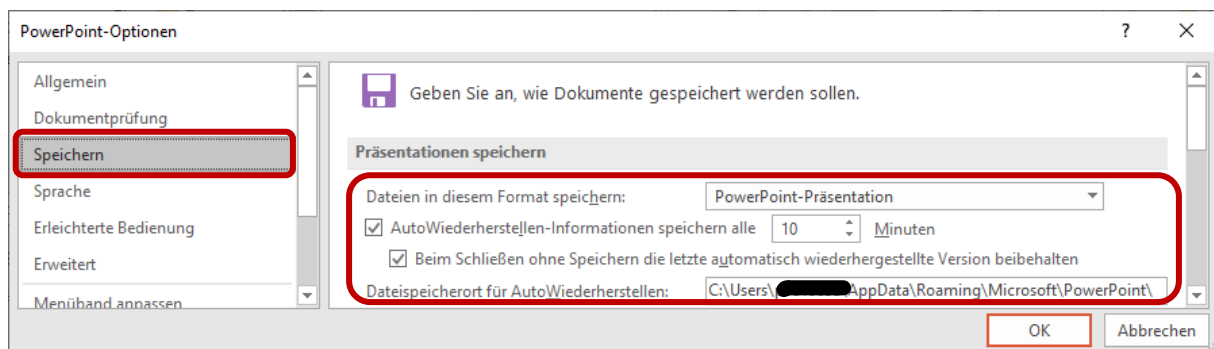 PowerPoint-Optionen ?
Allgemein
Dokumentprüfung
Speichern
Sprache
Erleichterte Bedienung
Erweitert
Menüband anpassen
Geben Sie an, wie Dokumente gespeichert werden sollen.
Präsentationen speichern
Dateien in diesem Format speichern: PowerPoint-Präsentation
AutoWiederherstellen-Informationen speichern alle 10 Minuten
Beim Schließen ohne Speichern die letzte automatisch wiederhergestellte Version beibehalten
Dateispeicherort für AutoWiederherstellen: C:\Users\ AppData\Roaming\Microsoft\PowerPoint\
OK Abbrechen